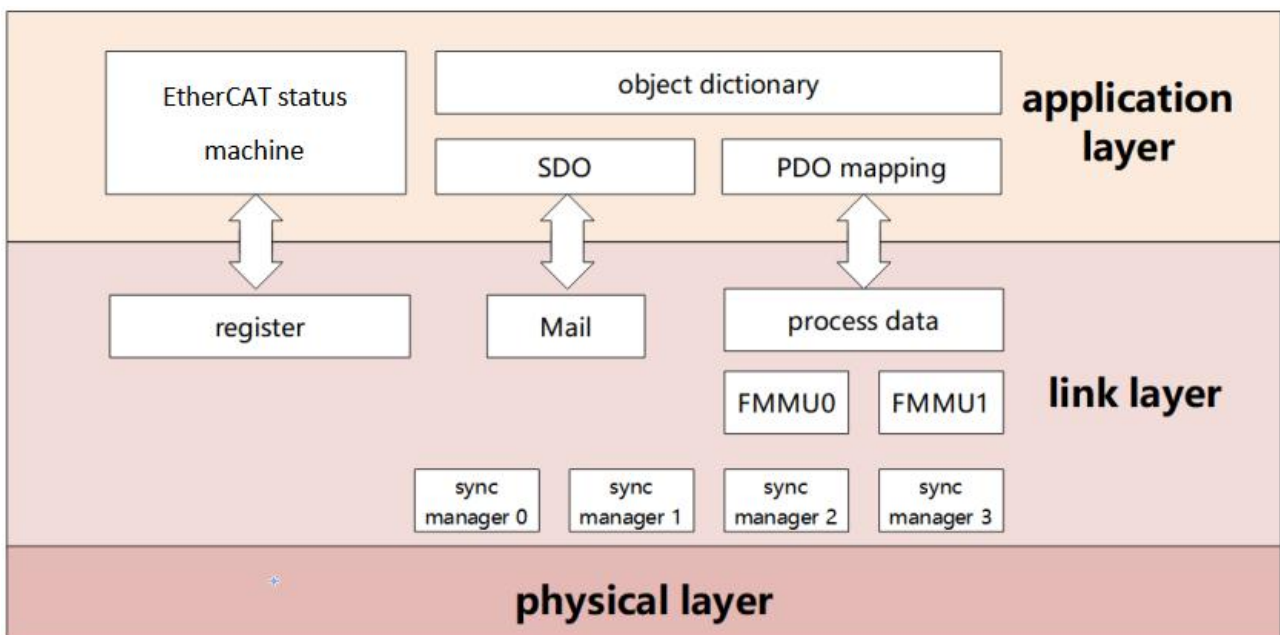 EtherCAT status
machine
object dictionary
SDO
PDO mapping
application
layer
register
Mail
process data
FMMU0
FMMU1
link layer
sync
manager 0
sync
manager 1
sync
manager 2
sync
manager 3
physical layer